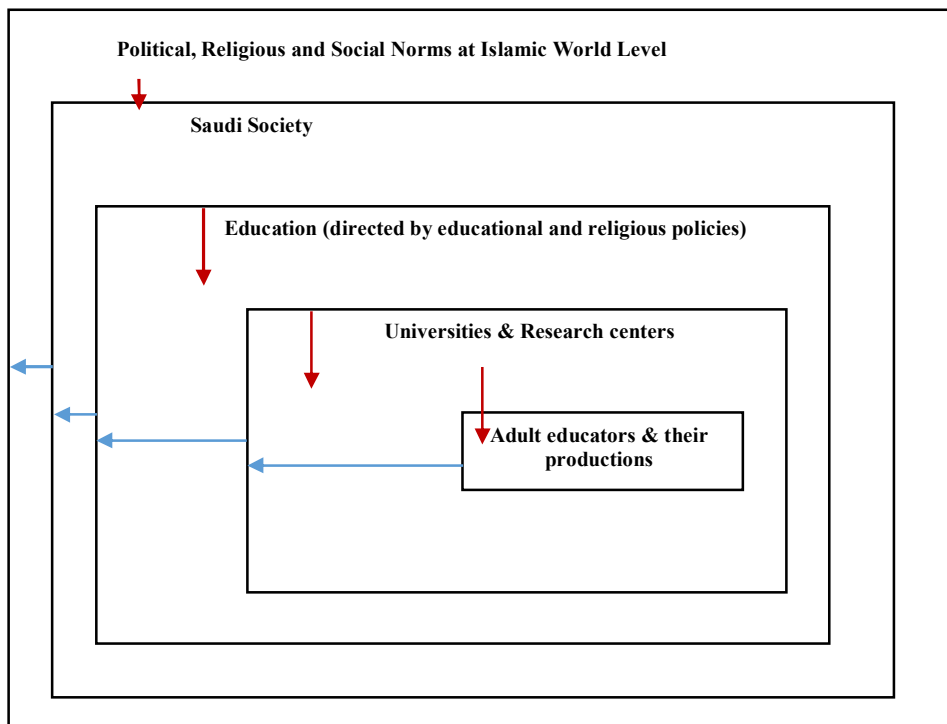 Political, Religious and Social Norms at Islamic World Level
Saudi Society
Education (directed by educational and religious policies)
Universities & Research centers
Adult educators & their
productions